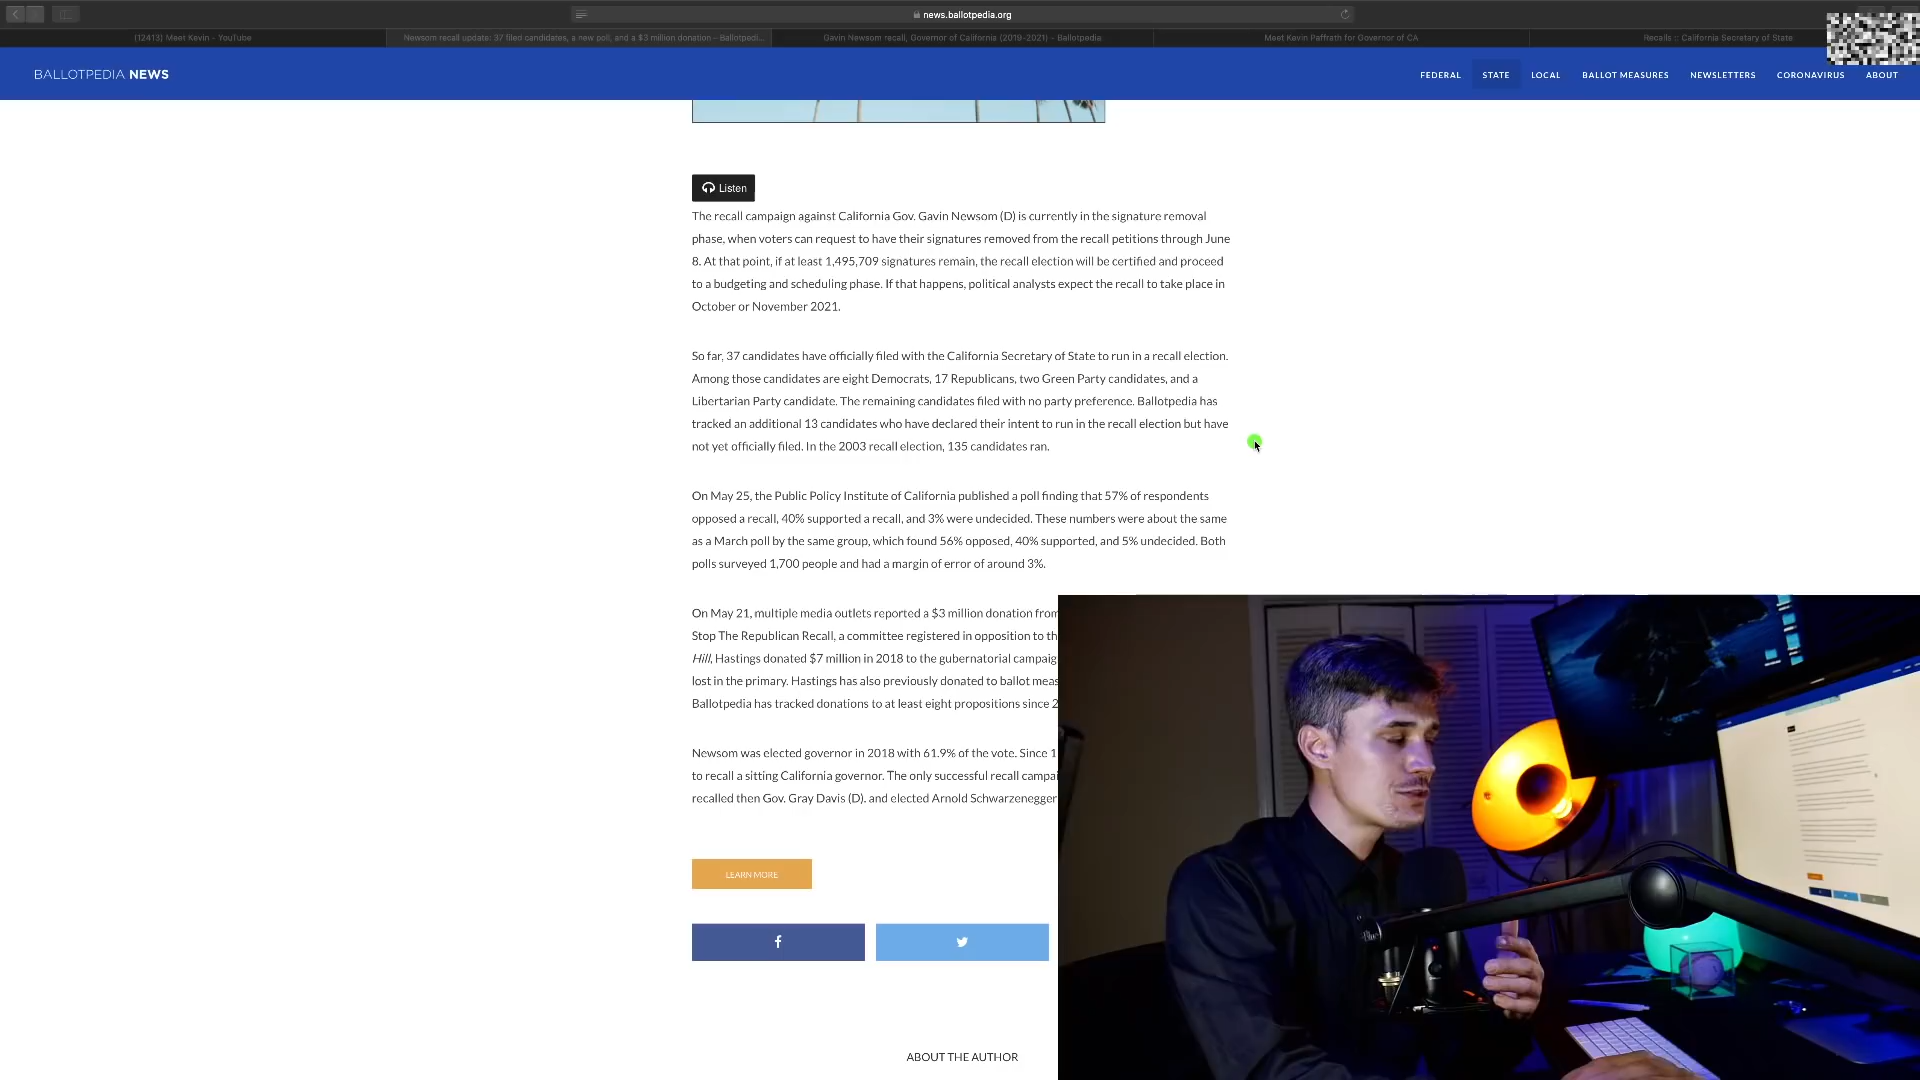 news.ballotpedia.org
(12413) Meet Kevin - YouTube
Newsom recall update: 37 filed candidates, a new poll, and a $3 million donation – Ballotpedi...
Gavin Newsom recall, Governor of California (2019-2021) - Ballotpedia
Meet Kevin Paffrath for Governor of CA
Recalls :: California Secretary of State
BALLOTPEDIA NEWS
FEDERAL
STATE
LOCAL
BALLOT MEASURES
NEWSLETTERS
CORONAVIRUS
ABOUT
Listen
The recall campaign against California Gov. Gavin Newsom (D) is currently in the signature removal
phase, when voters can request to have their signatures removed from the recall petitions through June
8. At that point, if at least 1,495,709 signatures remain, the recall election will be certified and proceed
to a budgeting and scheduling phase. If that happens, political analysts expect the recall to take place in
October or November 2021.
So far, 37 candidates have officially filed with the California Secretary of State to run in a recall election.
Among those candidates are eight Democrats, 17 Republicans, two Green Party candidates, and a
Libertarian Party candidate. The remaining candidates filed with no party preference. Ballotpedia has
tracked an additional 13 candidates who have declared their intent to run in the recall election but have
not yet officially filed. In the 2003 recall election, 135 candidates ran.
On May 25, the Public Policy Institute of California published a poll finding that 57% of respondents
opposed a recall, 40% supported a recall, and 3% were undecided. These numbers were about the same
as a March poll by the same group, which found 56% opposed, 40% supported, and 5% undecided. Both
polls surveyed 1,700 people and had a margin of error of around 3%.
On May 21, multiple media outlets reported a $3 million donation from
Stop The Republican Recall, a committee registered in opposition to th
Hill, Hastings donated $7 million in 2018 to the gubernatorial campaig
lost in the primary. Hastings has also previously donated to ballot meas
Ballotpedia has tracked donations to at least eight propositions since 2
Newsom was elected governor in 2018 with 61.9% of the vote. Since 1
to recall a sitting California governor. The only successful recall campai
recalled then Gov. Gray Davis (D). and elected Arnold Schwarzenegger
LEARN MORE
ABOUT THE AUTHOR